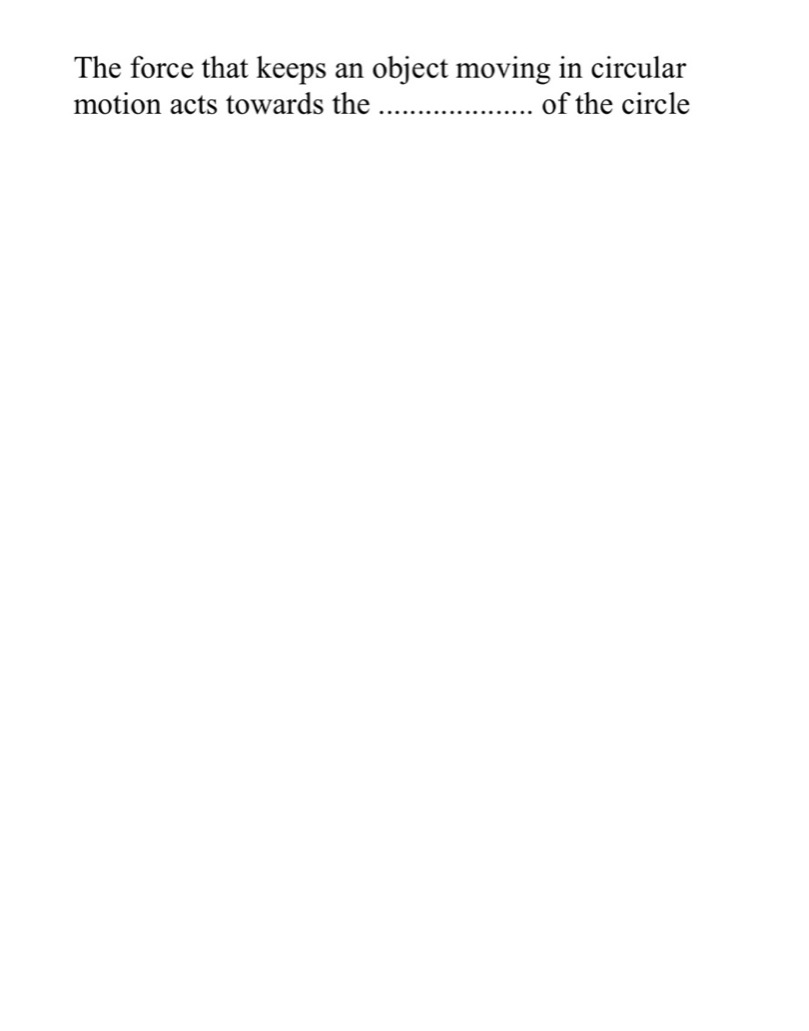 The force that keeps an object moving in circular
motion acts towards the .................... of the circle